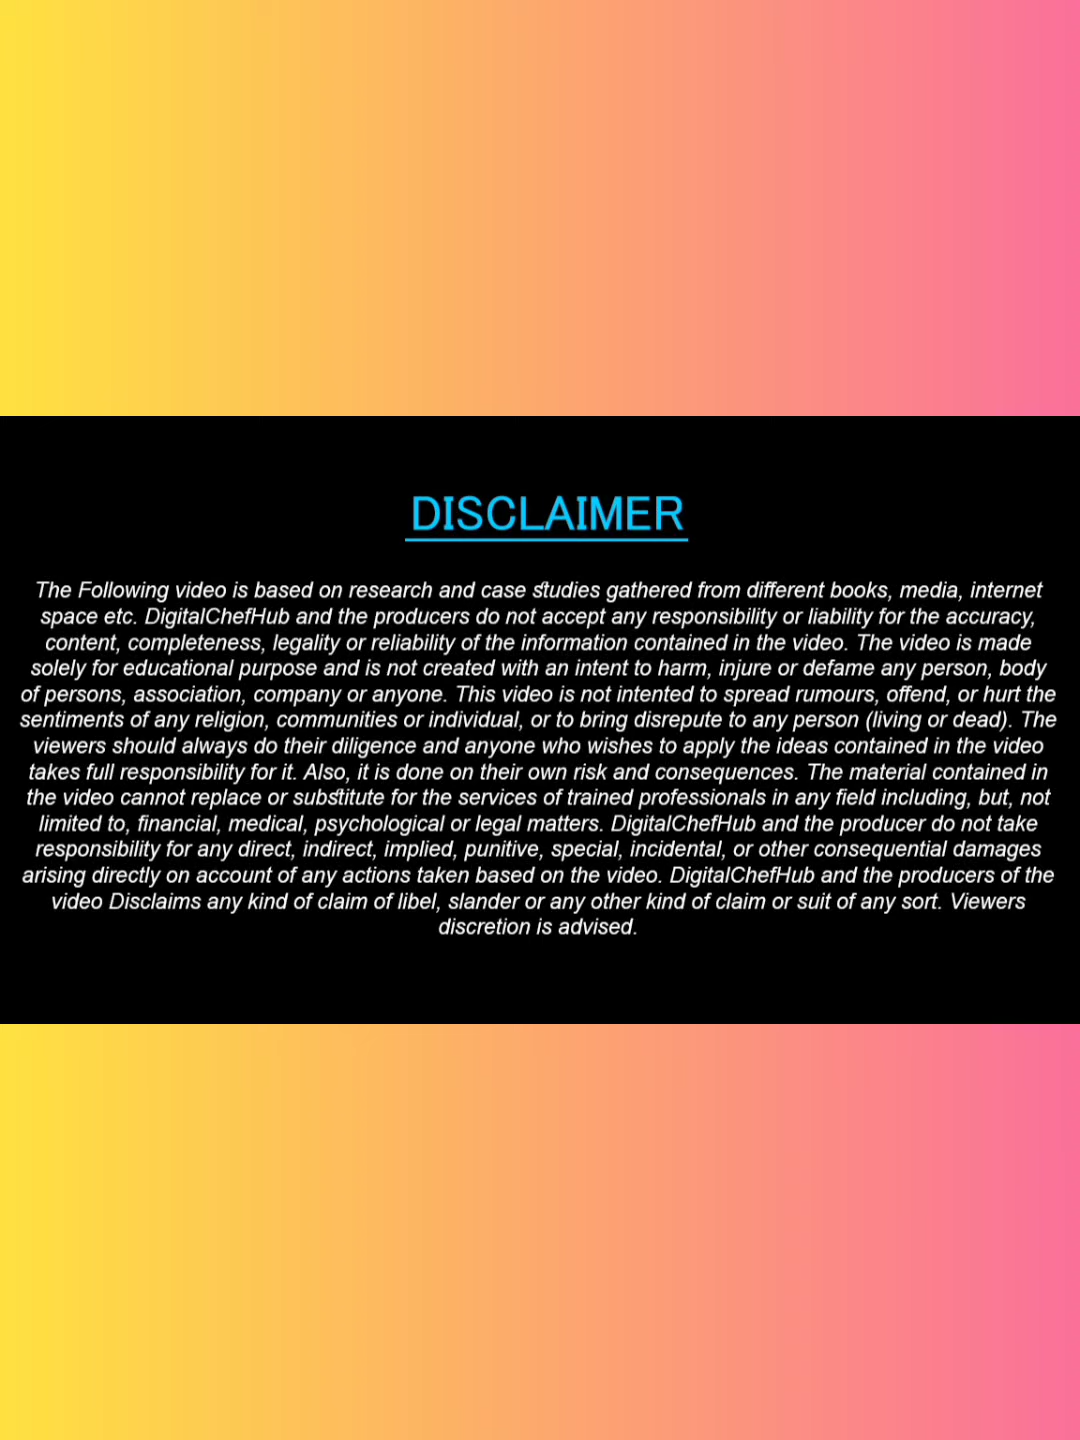 DISCLAIMER
The Following video is based on research and case studies gathered from different books, media, internet
space etc. DigitalChefHub and the producers do not accept any responsibility or liability for the accuracy,
content, completeness, legality or reliability of the information contained in the video. The video is made
solely for educational purpose and is not created with an intent to harm, injure or defame any person, body
of persons, association, company or anyone. This video is not intented to spread rumours, offend, or hurt the
sentiments of any religion, communities or individual, or to bring disrepute to any person (living or dead). The
viewers should always do their diligence and anyone who wishes to apply the ideas contained in the video
takes full responsibility for it. Also, it is done on their own risk and consequences. The material contained in
the video cannot replace or substitute for the services of trained professionals in any field including, but, not
limited to, financial, medical, psychological or legal matters. DigitalChefHub and the producer do not take
responsibility for any direct, indirect, implied, punitive, special, incidental, or other consequential damages
arising directly on account of any actions taken based on the video. DigitalChefHub and the producers of the
video Disclaims any kind of claim of libel, slander or any other kind of claim or suit of any sort. Viewers
discretion is advised.